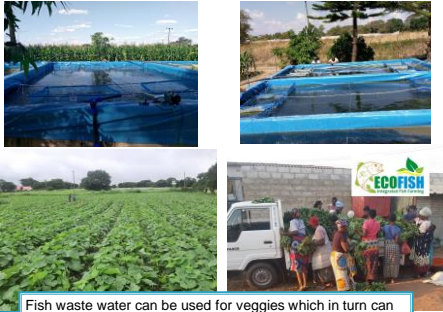 ECOFISH
Integrated Fish Farming
Fish waste water can be used for veggies which in turn can